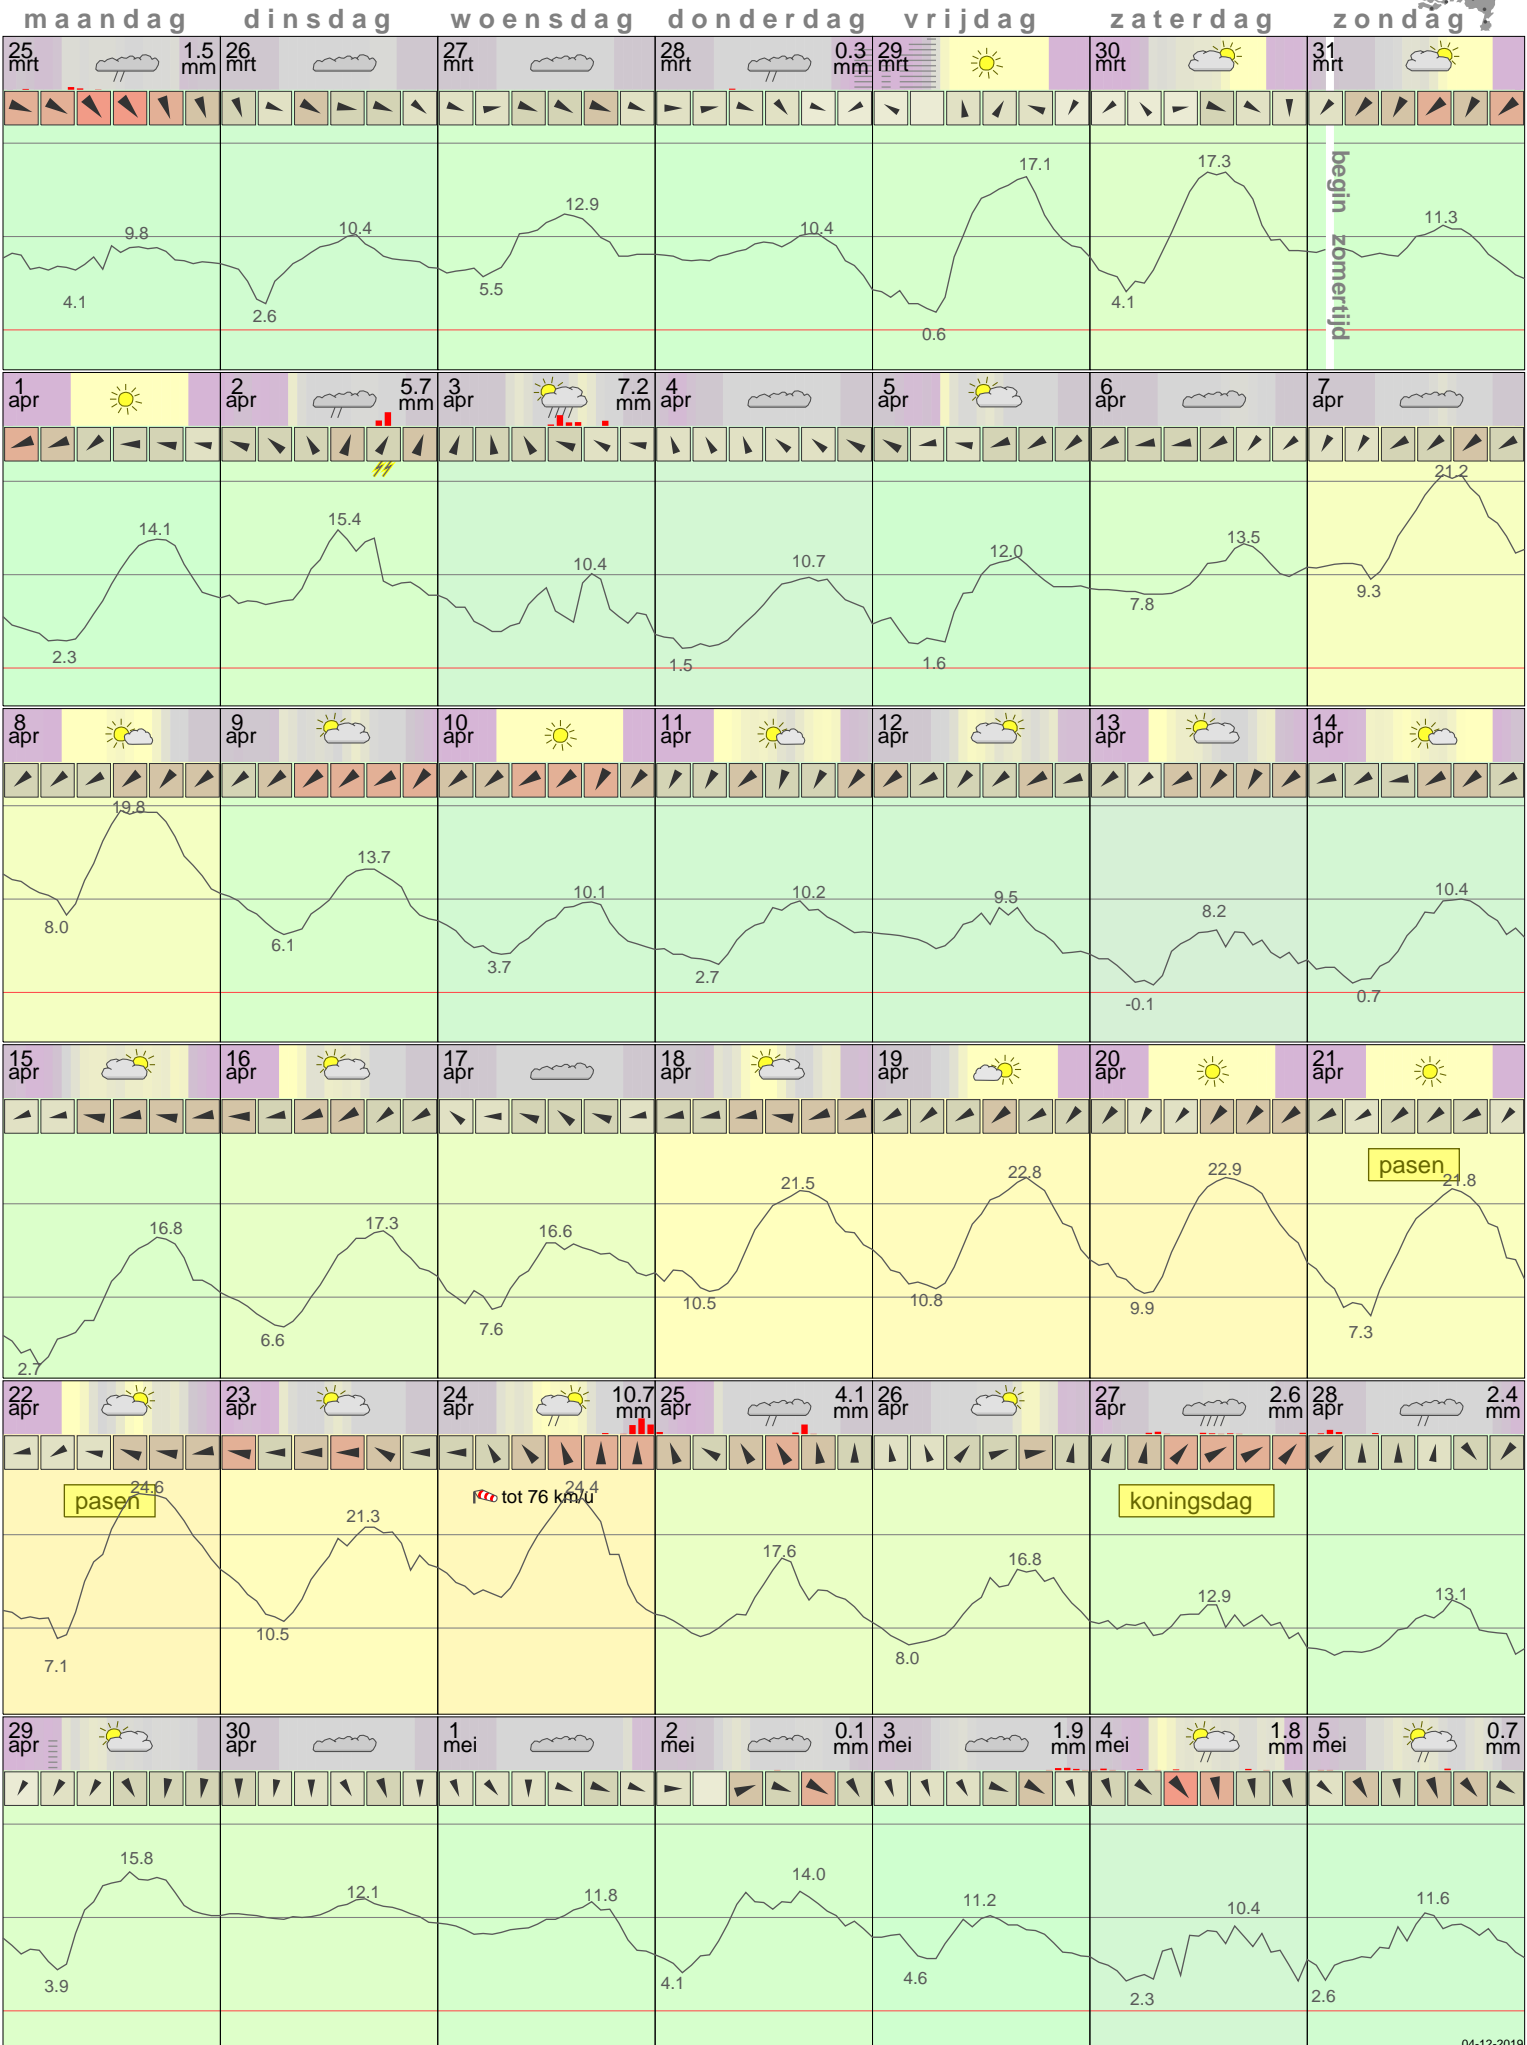 maandag dinsdag woensdag donderdag vrijdag zaterdag zondag
25 mrt 1.5 mm 26 mrt 27 mrt 28 mrt 0.3 mm 29 mrt 30 mrt 31 mrt
begin zomertijd
9.8 10.4 12.9 10.4 17.1 17.3 11.3
4.1 2.6 5.5 0.6 4.1
1 apr 2 apr 5.7 mm 3 apr 7.2 mm 4 apr 5 apr 6 apr 7 apr
14.1 15.4 10.4 10.7 12.0 13.5 21.2
2.3 1.5 1.6 7.8 9.3
8 apr 9 apr 10 apr 11 apr 12 apr 13 apr 14 apr
19.8 13.7 10.1 10.2 9.5 8.2 10.4
8.0 6.1 3.7 2.7 -0.1 0.7
15 apr 16 apr 17 apr 18 apr 19 apr 20 apr 21 apr
pasen
16.8 17.3 16.6 21.5 22.8 22.9 21.8
2.7 6.6 7.6 10.5 10.8 9.9 7.3
22 apr 23 apr 24 apr 10.7 mm 25 apr 4.1 mm 26 apr 27 apr 2.6 mm 28 apr 2.4 mm
pasen tot 76 km/u koningsdag
24.6 21.3 24.4 17.6 16.8 12.9 13.1
7.1 10.5 8.0
29 apr 30 apr 1 mei 2 mei 0.1 mm 3 mei 1.9 mm 4 mei 1.8 mm 5 mei 0.7 mm
15.8 12.1 11.8 14.0 11.2 10.4 11.6
3.9 4.1 4.6 2.3 2.6
04-12-2019